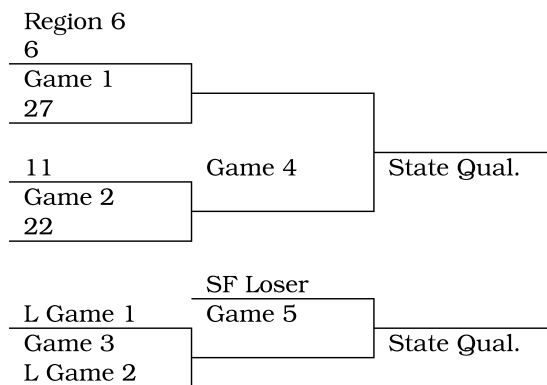 Region 6
6
Game 1
27
11
Game 4
State Qual.
Game 2
22
SF Loser
L Game 1
Game 5
Game 3
State Qual.
L Game 2